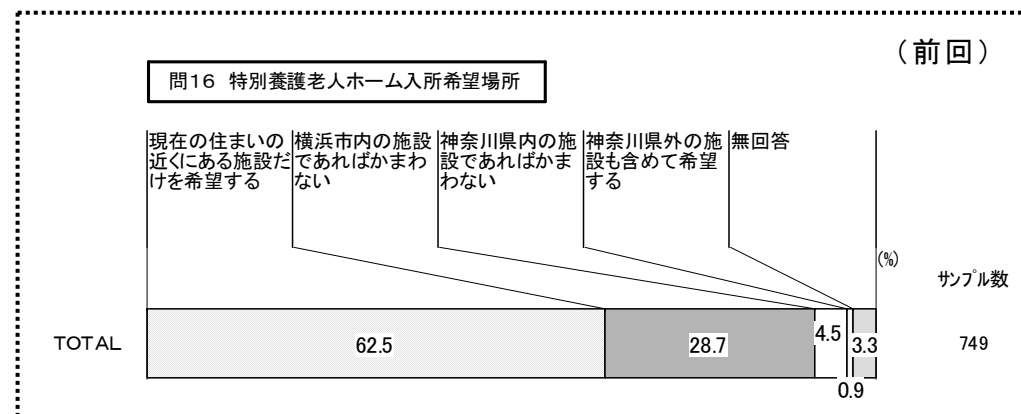 （前回）
問16 特別養護老人ホーム入所希望場所
現在の住まいの
近くにある施設だ
けを希望する
横浜市内の施設
であればかまわ
ない
神奈川県内の施
設であればかま
わない
神奈川県外の施
設も含めて希望
する
無回答
(%)
サンプル数
TOTAL
62.5
28.7
4.5
0.9
3.3
749